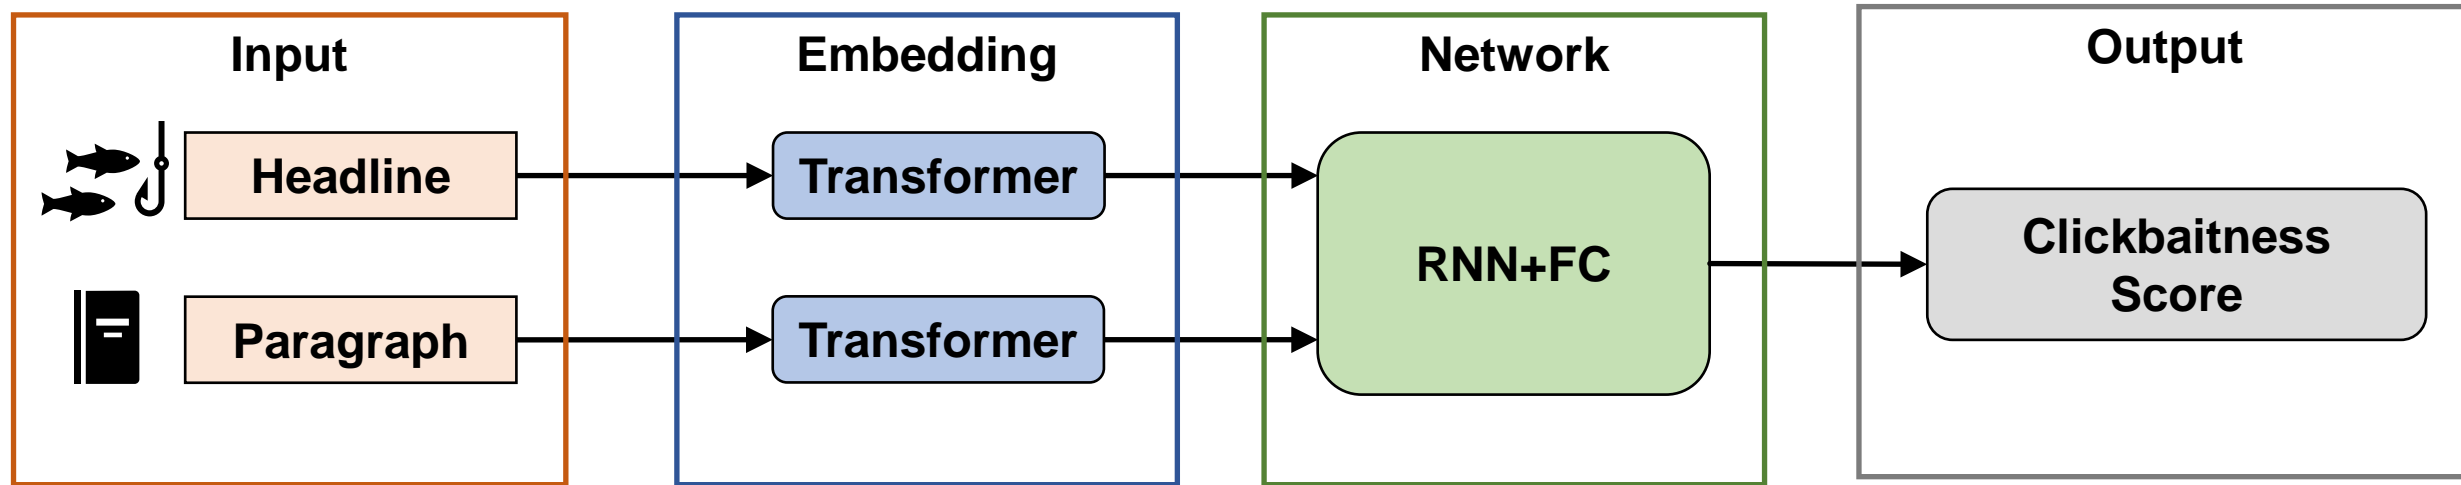 Input
Headline
Paragraph
Embedding
Transformer
Transformer
Network
RNN+FC
Output
Clickbaitness
Score